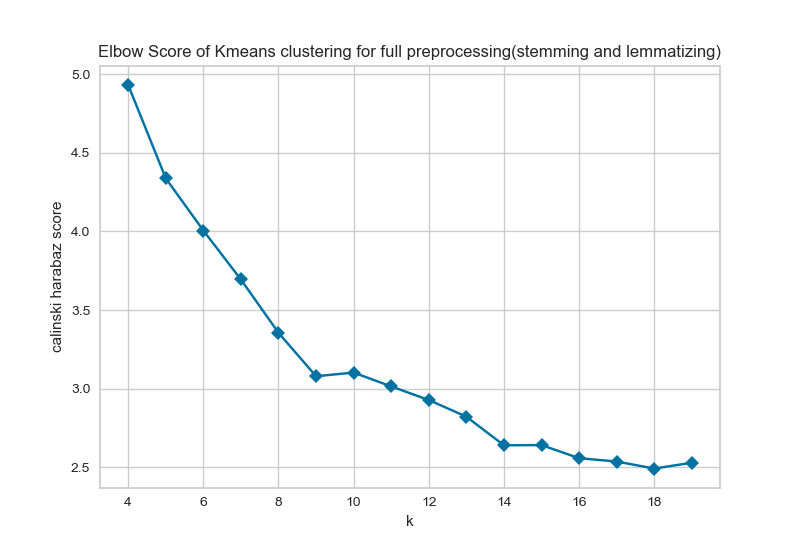 Elbow Score of Kmeans clustering for full preprocessing(stemming and lemmatizing)
5.0
4.5
4.0
3.5
3.0
2.5
calinski harabaz score
4 6 8 10 12 14 16 18
k